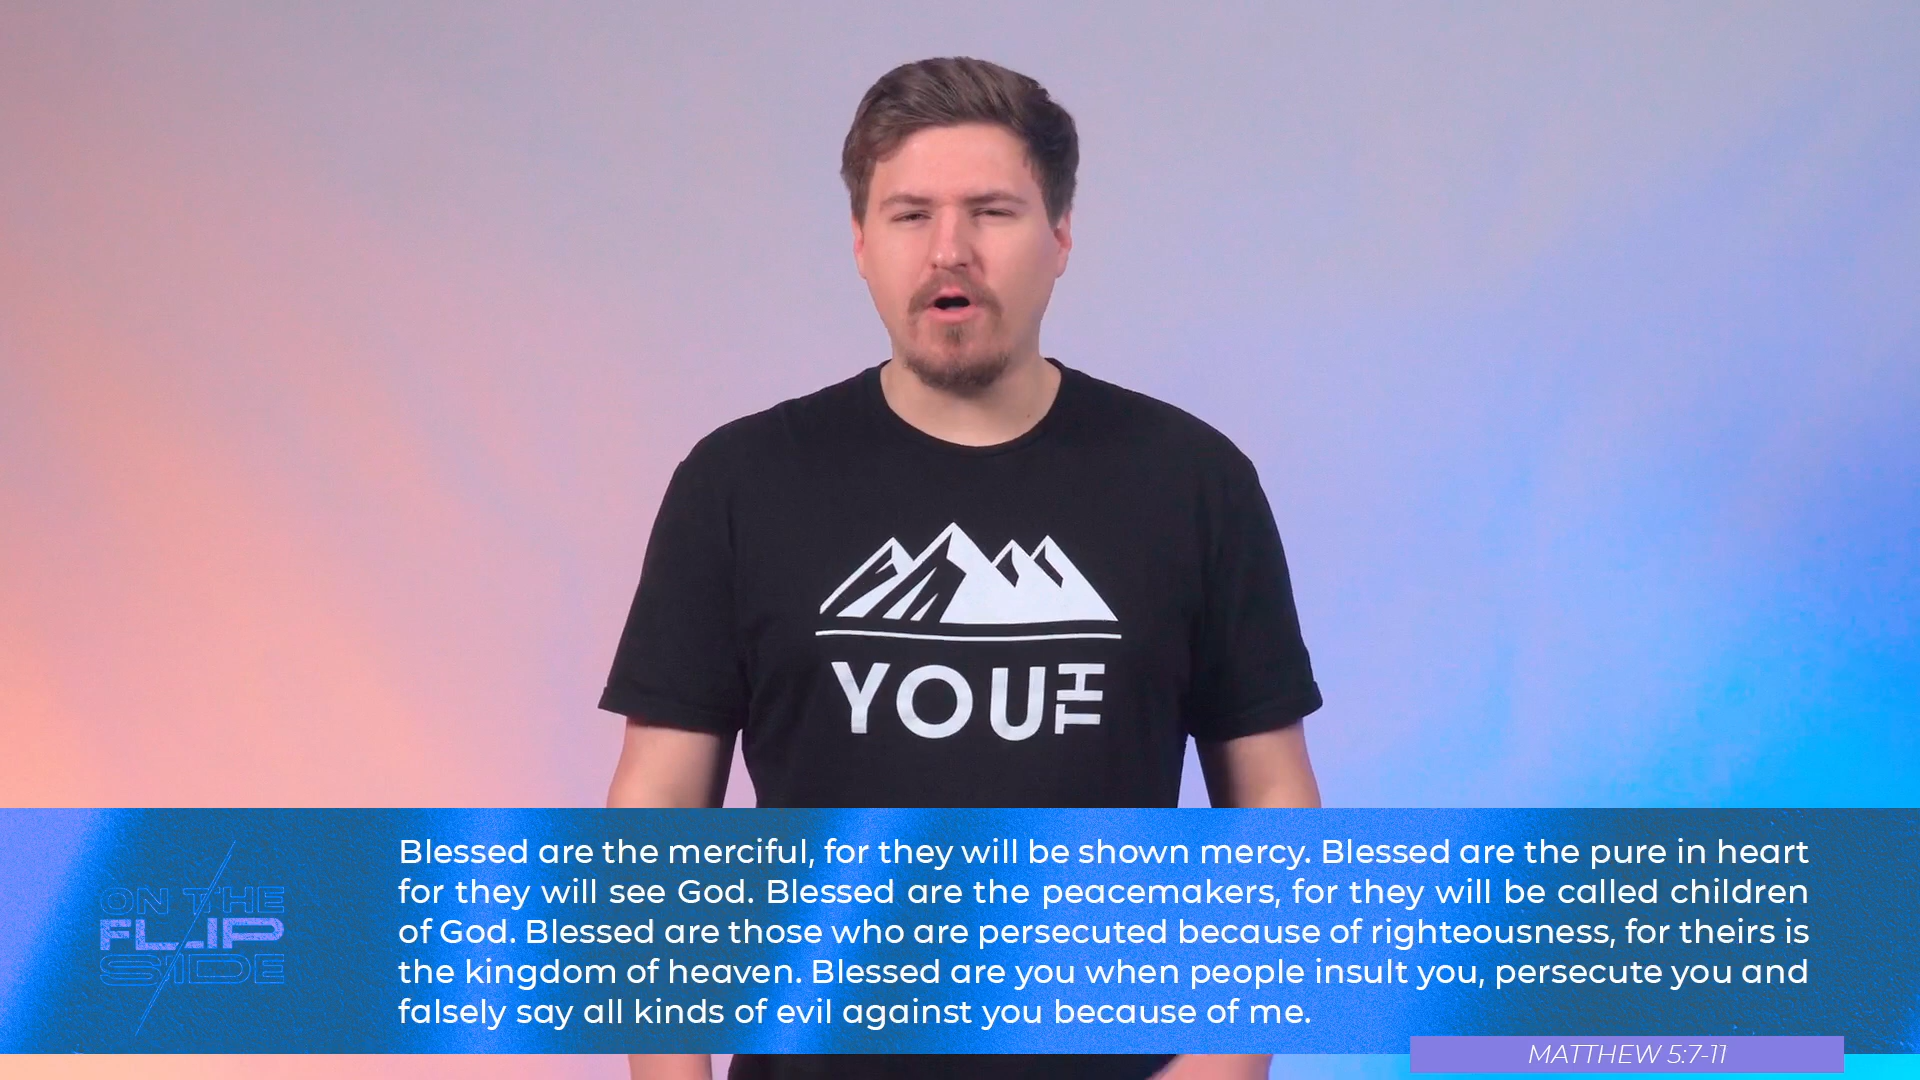 YOUTH
ON THE
FLIP
SIDE
Blessed are the merciful, for they will be shown mercy. Blessed are the pure in heart
for they will see God. Blessed are the peacemakers, for they will be called children
of God. Blessed are those who are persecuted because of righteousness, for theirs is
the kingdom of heaven. Blessed are you when people insult you, persecute you and
falsely say all kinds of evil against you because of me.
MATTHEW 5:7-11